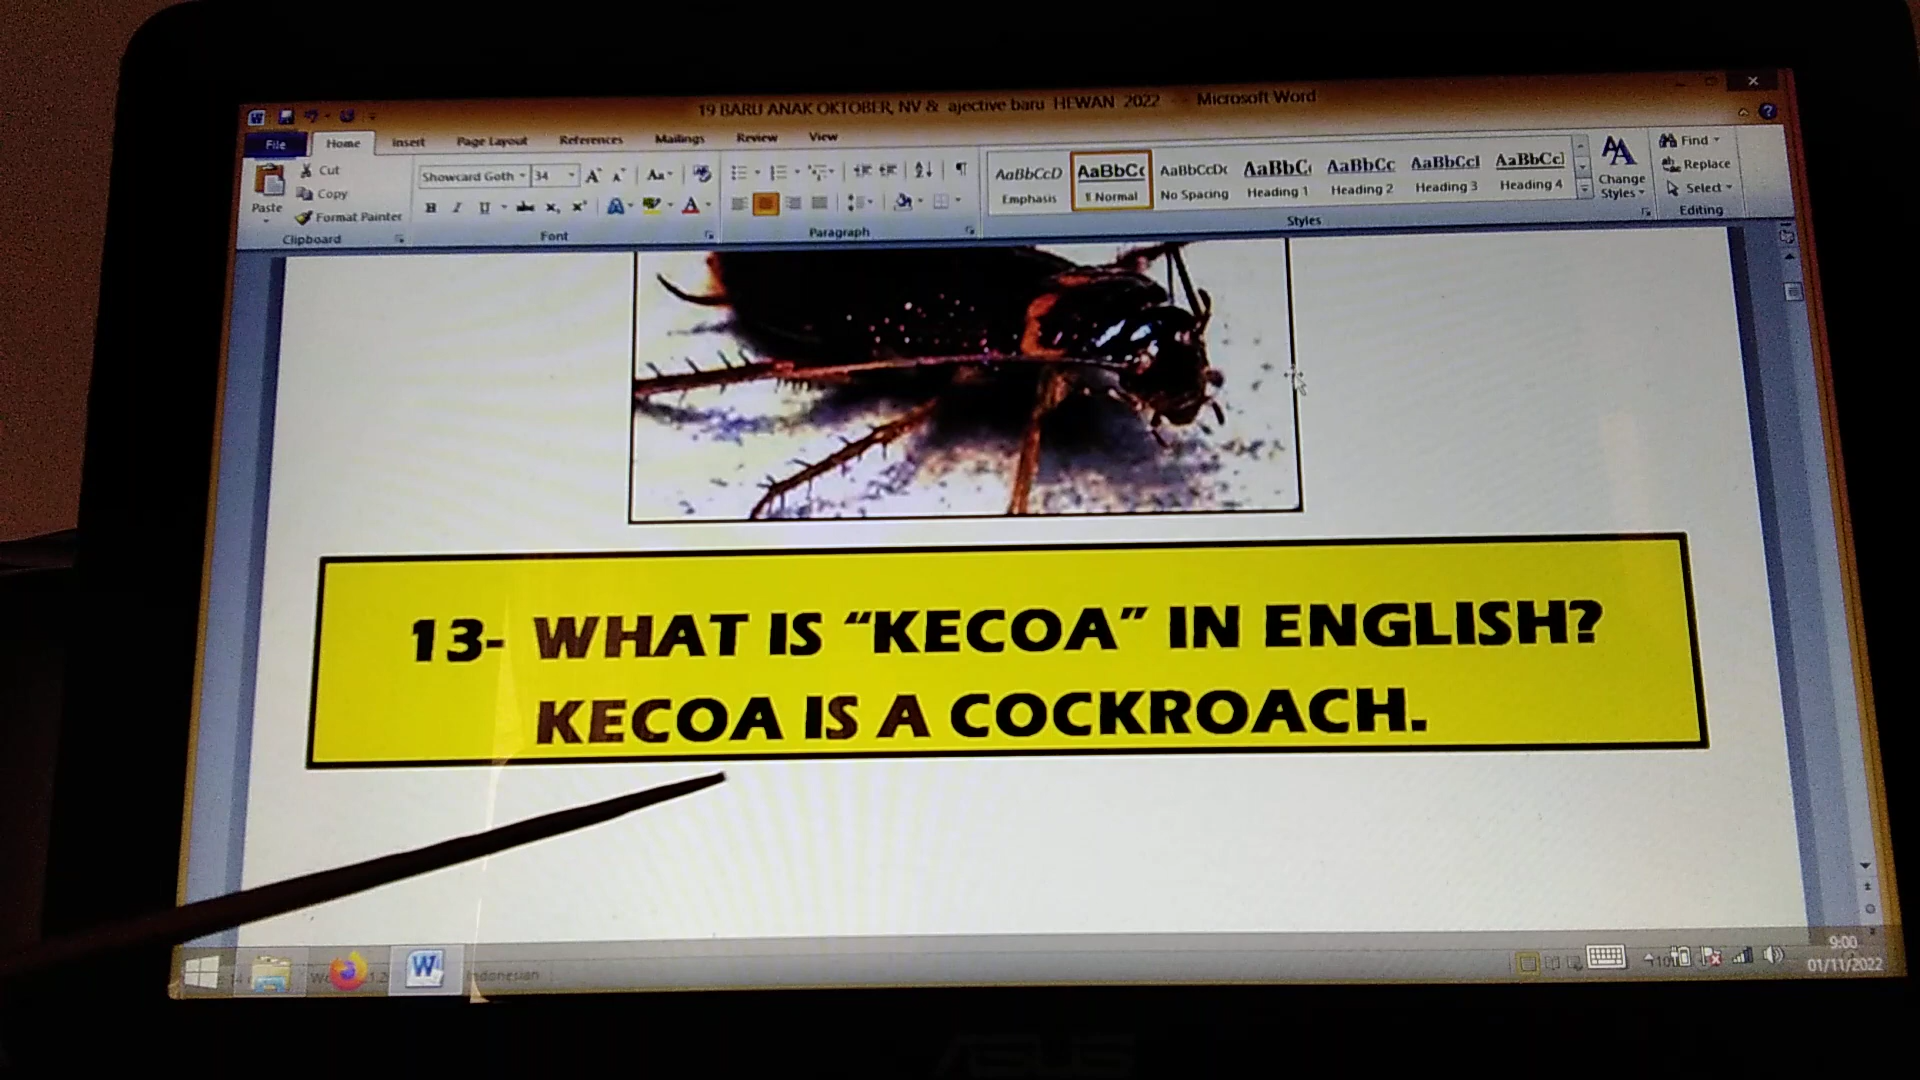 19 BARU ANAK OKTOBER, NV & ajective baru HEWAN 2022 - Microsoft Word
File Home Insert Page Layout References Mailings Review View
Cut
Copy
Format Painter
Paste
Clipboard
Showcard Goth 34
Font
Paragraph
AaBbCcD AaBbCc AaBbCcDc AaBbC AaBbCc AaBbCcI AaBbCc
Emphasis ¶ Normal No Spacing Heading 1 Heading 2 Heading 3 Heading 4
Change
Styles
Styles
Find
Replace
Select
Editing
13- WHAT IS “KECOA” IN ENGLISH?
KECOA IS A COCKROACH.
Indonesian
9:00
01/11/2022
ASUS